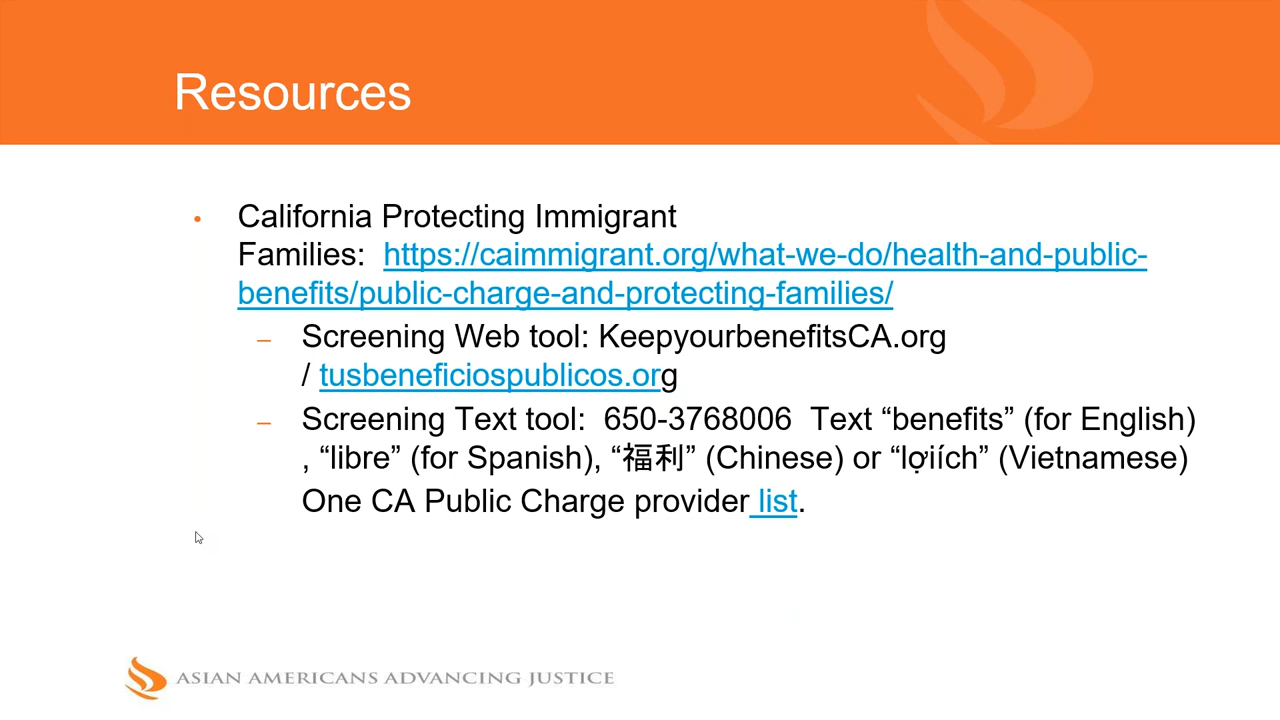 Resources
• California Protecting Immigrant
Families: https://caimmigrant.org/what-we-do/health-and-public-
benefits/public-charge-and-protecting-families/
– Screening Web tool: KeepyourbenefitsCA.org
/ tusbeneficiospublicos.org
– Screening Text tool: 650-3768006 Text “benefits” (for English)
, “libre” (for Spanish), “福利” (Chinese) or “lợiích” (Vietnamese)
One CA Public Charge provider list.
ASIAN AMERICANS ADVANCING JUSTICE